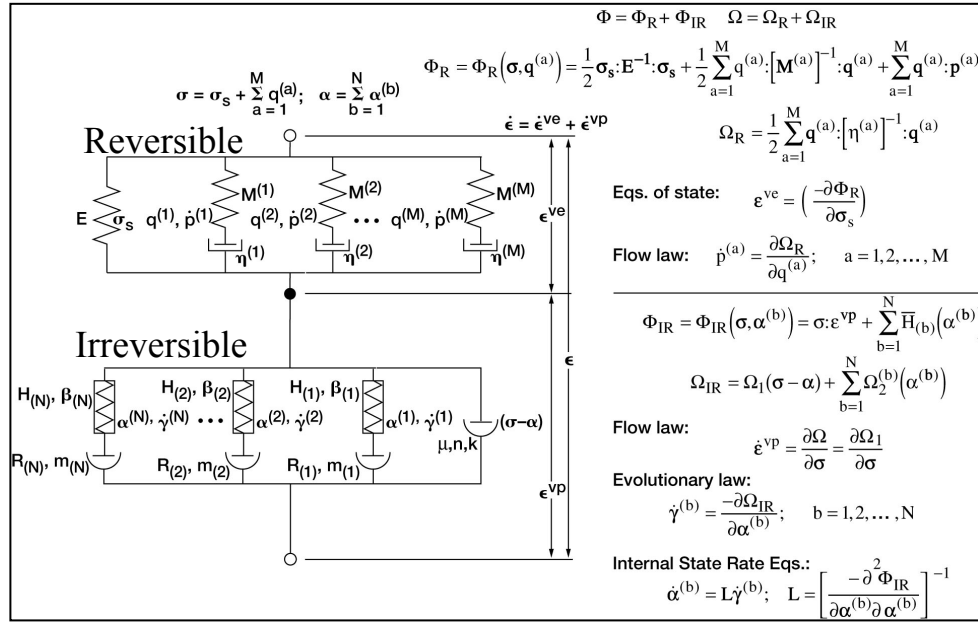 σ = σ_s + Σ_{a = 1}^{M} q^{(a)};   α = Σ_{b = 1}^{N} α^{(b)}
ε̇ = ε̇^{ve} + ε̇^{vp}
Reversible
E
σ_s
M^{(1)}
q^{(1)}, ṗ^{(1)}
η^{(1)}
M^{(2)}
q^{(2)}, ṗ^{(2)}
η^{(2)}
•••
M^{(M)}
q^{(M)}, ṗ^{(M)}
η^{(M)}
ε^{ve}
Irreversible
H_{(N)}, β_{(N)}
α^{(N)}, γ̇^{(N)}
R_{(N)}, m_{(N)}
•••
H_{(2)}, β_{(2)}
α^{(2)}, γ̇^{(2)}
R_{(2)}, m_{(2)}
H_{(1)}, β_{(1)}
α^{(1)}, γ̇^{(1)}
R_{(1)}, m_{(1)}
(σ–α)
μ,n,k
ε^{vp}
ε
Φ = Φ_R + Φ_IR   Ω = Ω_R + Ω_IR
Φ_R = Φ_R(σ, q^{(a)}) = 1/2 σ_s:E^{-1}:σ_s + 1/2 Σ_{a=1}^{M} q^{(a)}:[M^{(a)}]^{-1}:q^{(a)} + Σ_{a=1}^{M} q^{(a)}:p^{(a)}
Ω_R = 1/2 Σ_{a=1}^{M} q^{(a)}:[η^{(a)}]^{-1}:q^{(a)}
Eqs. of state:   ε^{ve} = (–∂Φ_R/∂σ_s)
Flow law:   ṗ^{(a)} = ∂Ω_R/∂q^{(a)};   a = 1, 2, ..., M
Φ_IR = Φ_IR(σ, α^{(b)}) = σ:ε^{vp} + Σ_{b=1}^{N} H̅_{(b)}(α^{(b)}
Ω_IR = Ω_1(σ – α) + Σ_{b=1}^{N} Ω_2^{(b)}(α^{(b)})
Flow law:
ε̇^{vp} = ∂Ω/∂σ = ∂Ω_1/∂σ
Evolutionary law:
γ̇^{(b)} = –∂Ω_IR/∂α^{(b)};   b = 1, 2, ..., N
Internal State Rate Eqs.:
α̇^{(b)} = Lγ̇^{(b)};   L = [–∂^2Φ_IR/∂α^{(b)}∂α^{(b)}]^{-1}